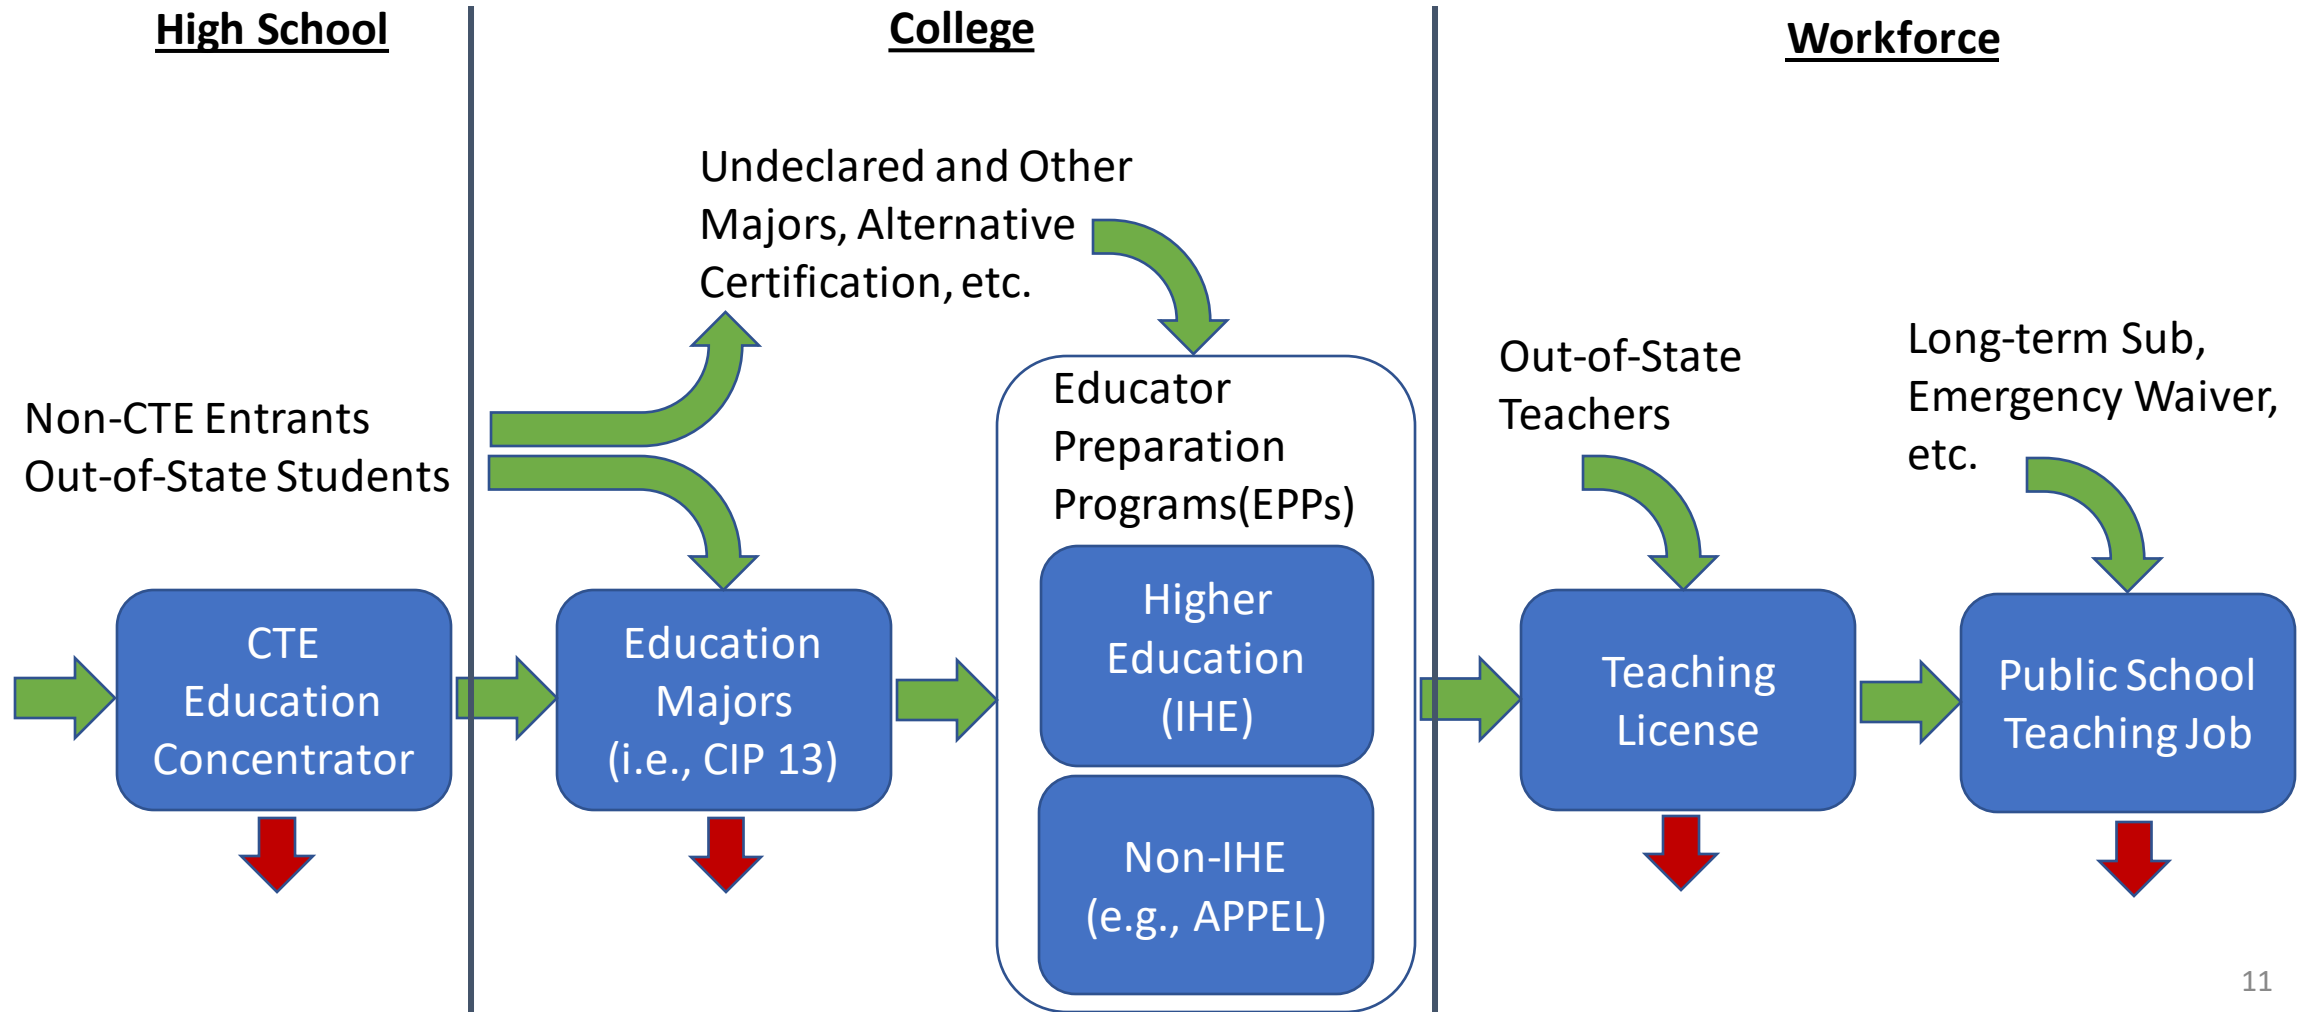 High School
College
Workforce
Undeclared and Other
Majors, Alternative
Certification, etc.
Non-CTE Entrants
Out-of-State Students
Educator
Preparation
Programs(EPPs)
Out-of-State
Teachers
Long-term Sub,
Emergency Waiver,
etc.
CTE
Education
Concentrator
Education
Majors
(i.e., CIP 13)
Higher
Education
(IHE)
Non-IHE
(e.g., APPEL)
Teaching
License
Public School
Teaching Job
11